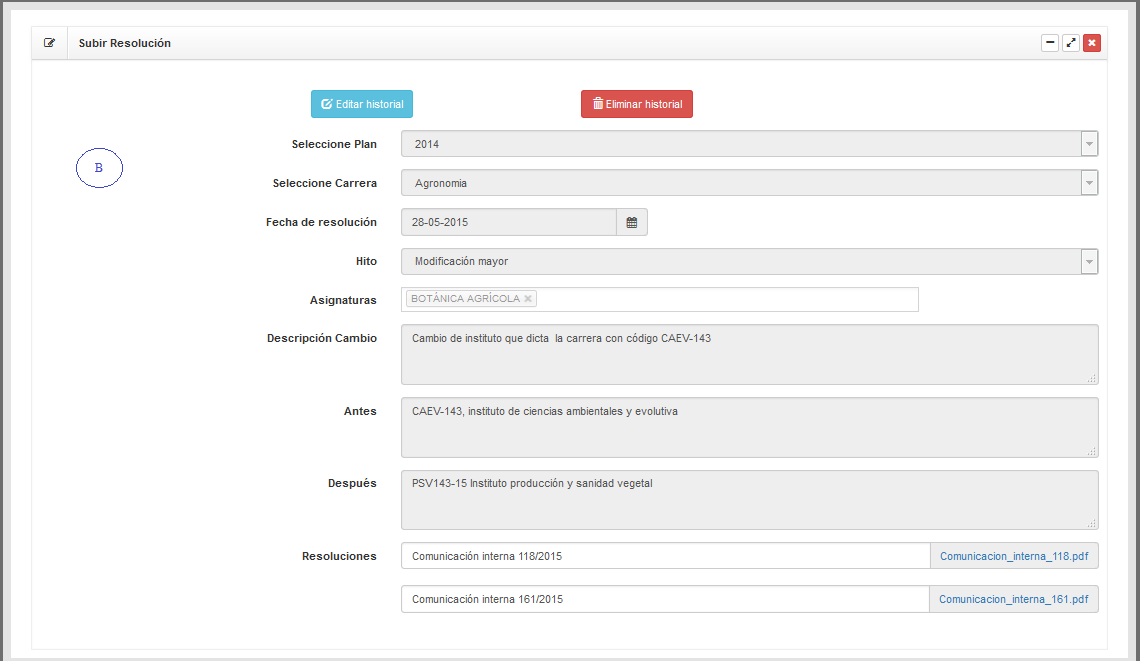 Subir Resolución
Editar historial Eliminar historial
Seleccione Plan 2014
B
Seleccione Carrera Agronomia
Fecha de resolución 28-05-2015
Hito Modificación mayor
Asignaturas BOTÁNICA AGRÍCOLA
Descripción Cambio Cambio de instituto que dicta la carrera con código CAEV-143
Antes CAEV-143, instituto de ciencias ambientales y evolutiva
Después PSV143-15 Instituto producción y sanidad vegetal
Resoluciones Comunicación interna 118/2015 Comunicacion_interna_118.pdf
Comunicación interna 161/2015 Comunicacion_interna_161.pdf